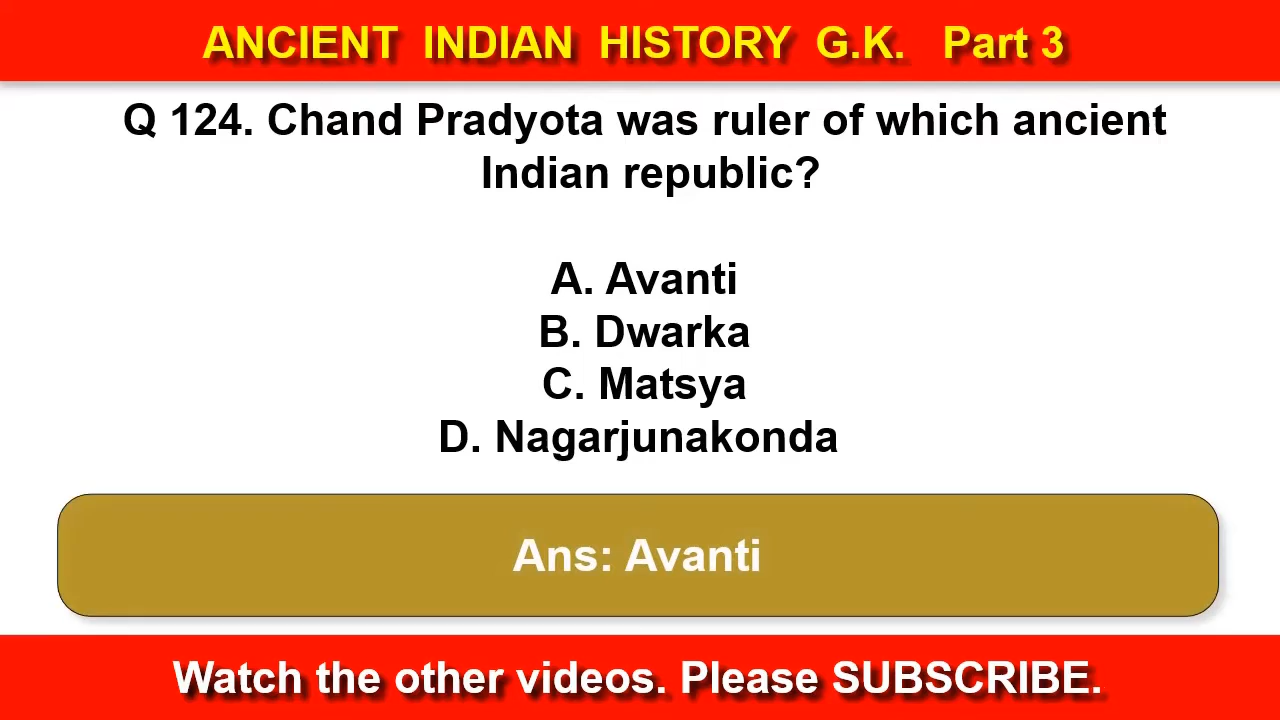 ANCIENT INDIAN HISTORY G.K. Part 3
Q 124. Chand Pradyota was ruler of which ancient
Indian republic?
A. Avanti
B. Dwarka
C. Matsya
D. Nagarjunakonda
Ans: Avanti
Watch the other videos. Please SUBSCRIBE.